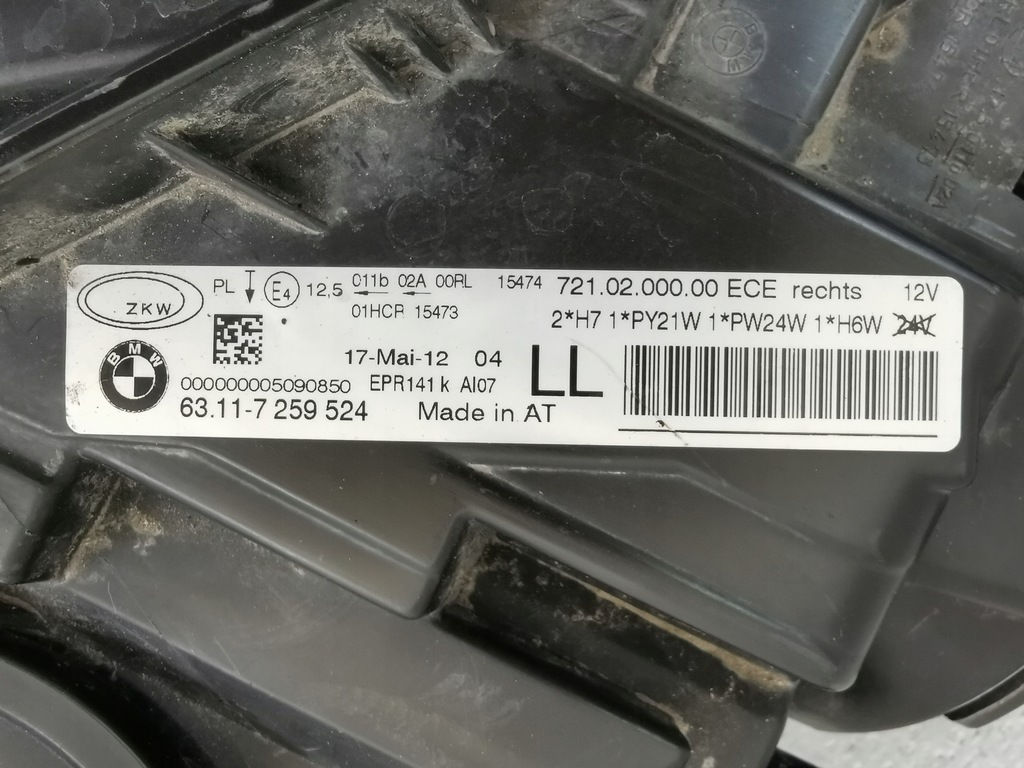 ZKW
PL E4 12,5 011b 02A 00RL 15474 721.02.000.00 ECE rechts 12V
01HCR 15473 2*H7 1*PY21W 1*PW24W 1*H6W 24V
17-Mai-12 04 LL
BMW
000000005090850 EPR141 k AI07
63.11-7 259 524 Made in AT
BMW